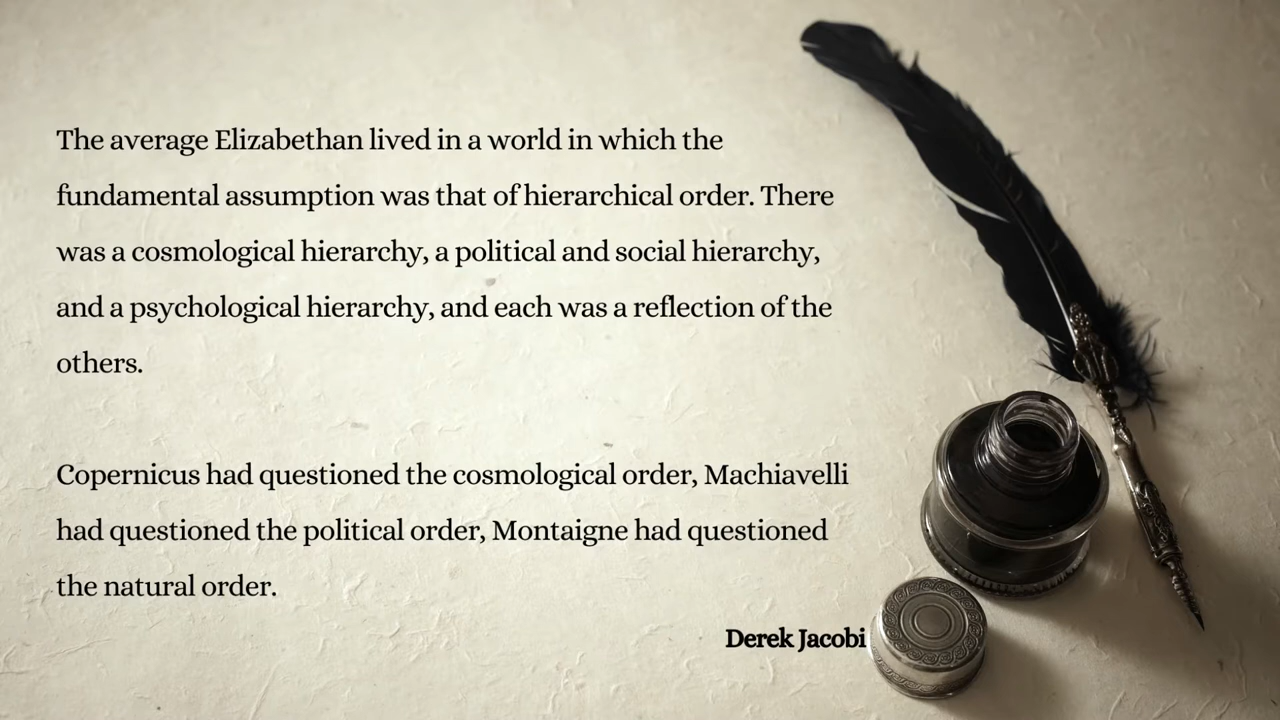 The average Elizabethan lived in a world in which the
fundamental assumption was that of hierarchical order. There
was a cosmological hierarchy, a political and social hierarchy,
and a psychological hierarchy, and each was a reflection of the
others.
Copernicus had questioned the cosmological order, Machiavelli
had questioned the political order, Montaigne had questioned
the natural order.
Derek Jacobi